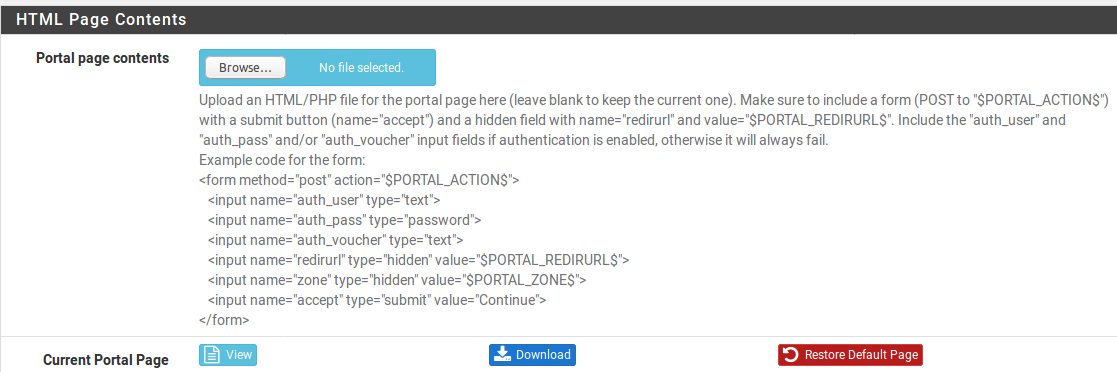 HTML Page Contents
Portal page contents
Browse... No file selected.
Upload an HTML/PHP file for the portal page here (leave blank to keep the current one). Make sure to include a form (POST to "$PORTAL_ACTION$")
with a submit button (name="accept") and a hidden field with name="redirurl" and value="$PORTAL_REDIRURL$". Include the "auth_user" and
"auth_pass" and/or "auth_voucher" input fields if authentication is enabled, otherwise it will always fail.
Example code for the form:
<form method="post" action="$PORTAL_ACTION$">
<input name="auth_user" type="text">
<input name="auth_pass" type="password">
<input name="auth_voucher" type="text">
<input name="redirurl" type="hidden" value="$PORTAL_REDIRURL$">
<input name="zone" type="hidden" value="$PORTAL_ZONE$">
<input name="accept" type="submit" value="Continue">
</form>
Current Portal Page
View Download Restore Default Page